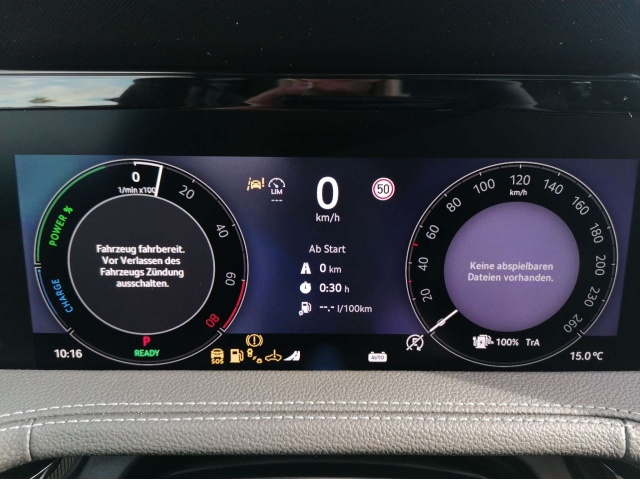 0
1/min x100
20
40
60
80
POWER %
CHARGE
Fahrzeug fahrbereit.
Vor Verlassen des
Fahrzeugs Zündung
ausschalten.
P
READY
10:16
LIM
---
0
km/h
50
Ab Start
0 km
0:30 h
--.- l/100km
SOS
AUTO
20
40
60
80
100
120
140
160
180
200
230
260
km/h
Keine abspielbaren
Dateien vorhanden.
100% TrA
15.0 °C